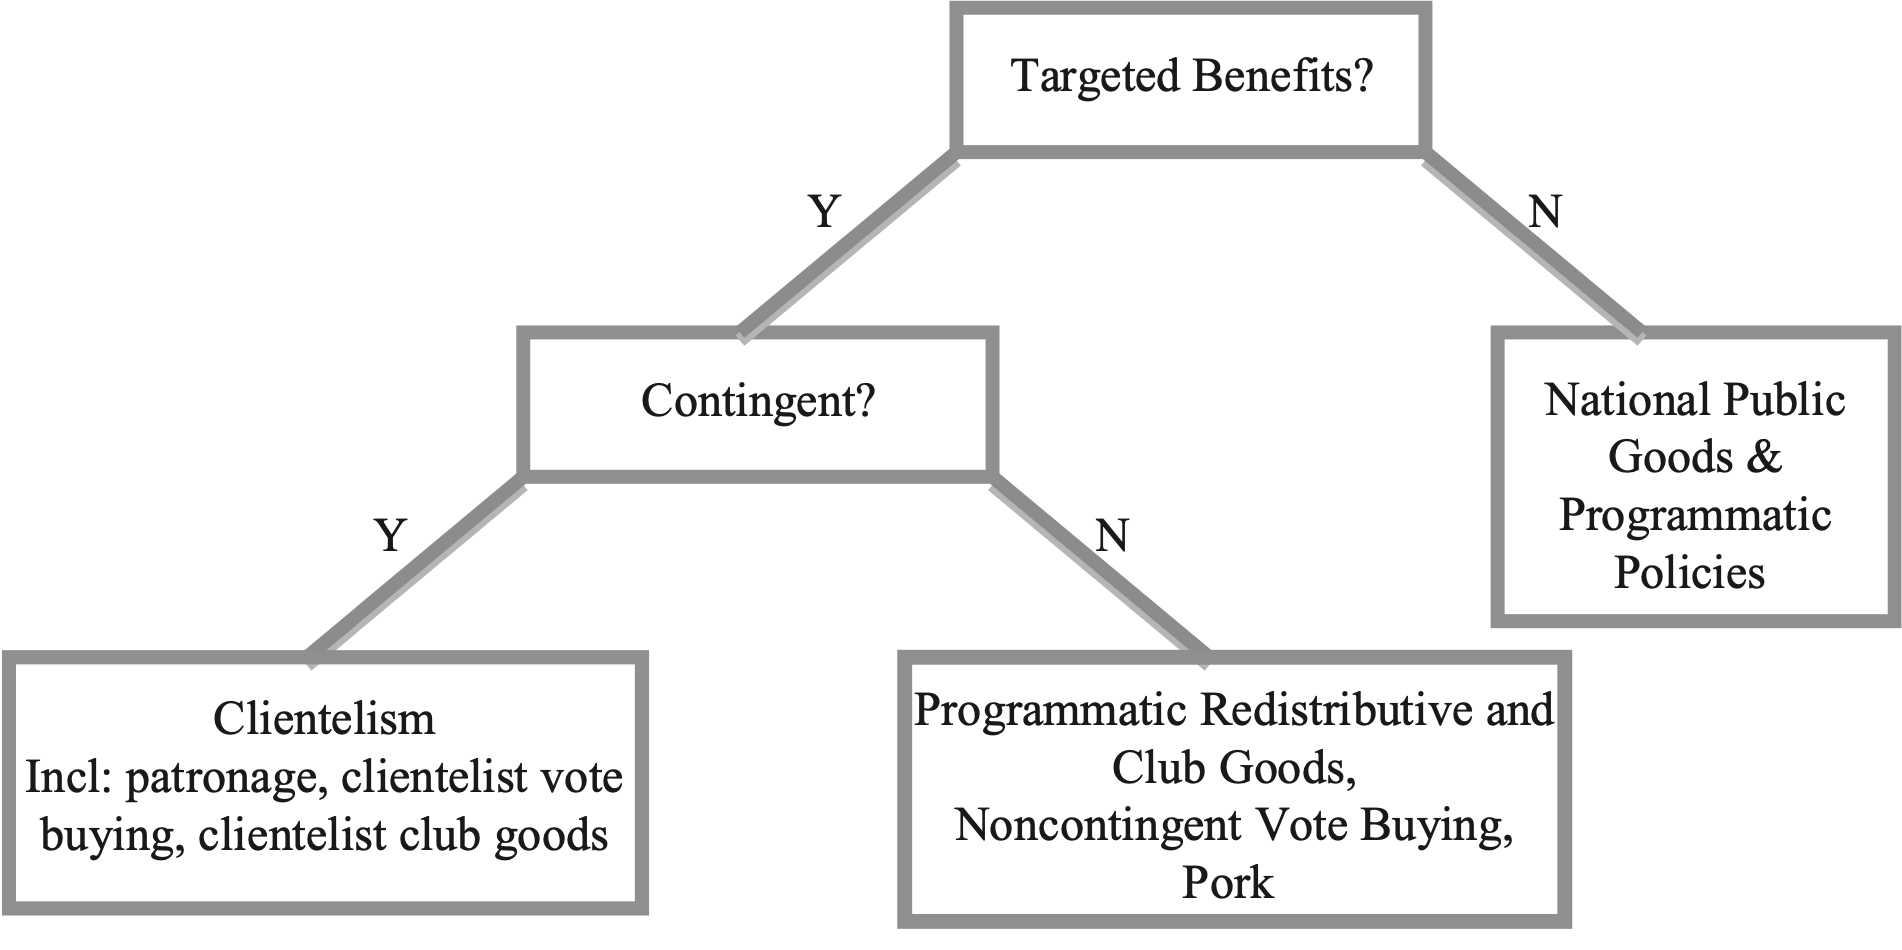 Targeted Benefits?
Y
N
Contingent?
National Public
Goods &
Programmatic
Policies
Y
N
Clientelism
Incl: patronage, clientelist vote
buying, clientelist club goods
Programmatic Redistributive and
Club Goods,
Noncontingent Vote Buying,
Pork